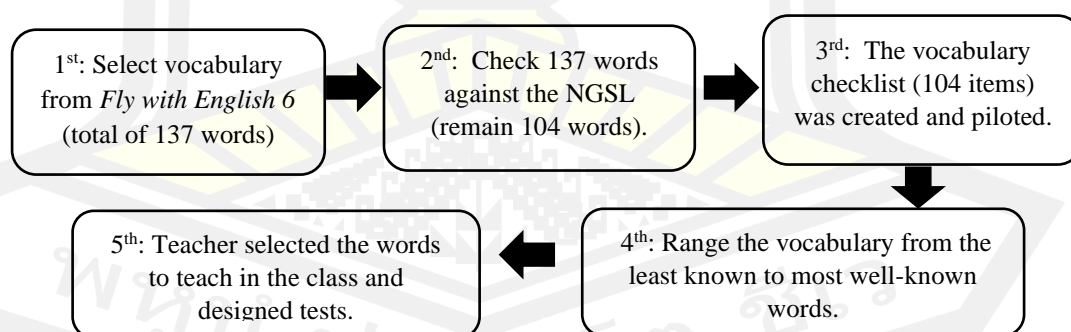 1st: Select vocabulary
from Fly with English 6
(total of 137 words)
2nd: Check 137 words
against the NGSL
(remain 104 words).
3rd: The vocabulary
checklist (104 items)
was created and piloted.
4th: Range the vocabulary from the
least known to most well-known
words.
5th: Teacher selected the words
to teach in the class and
designed tests.